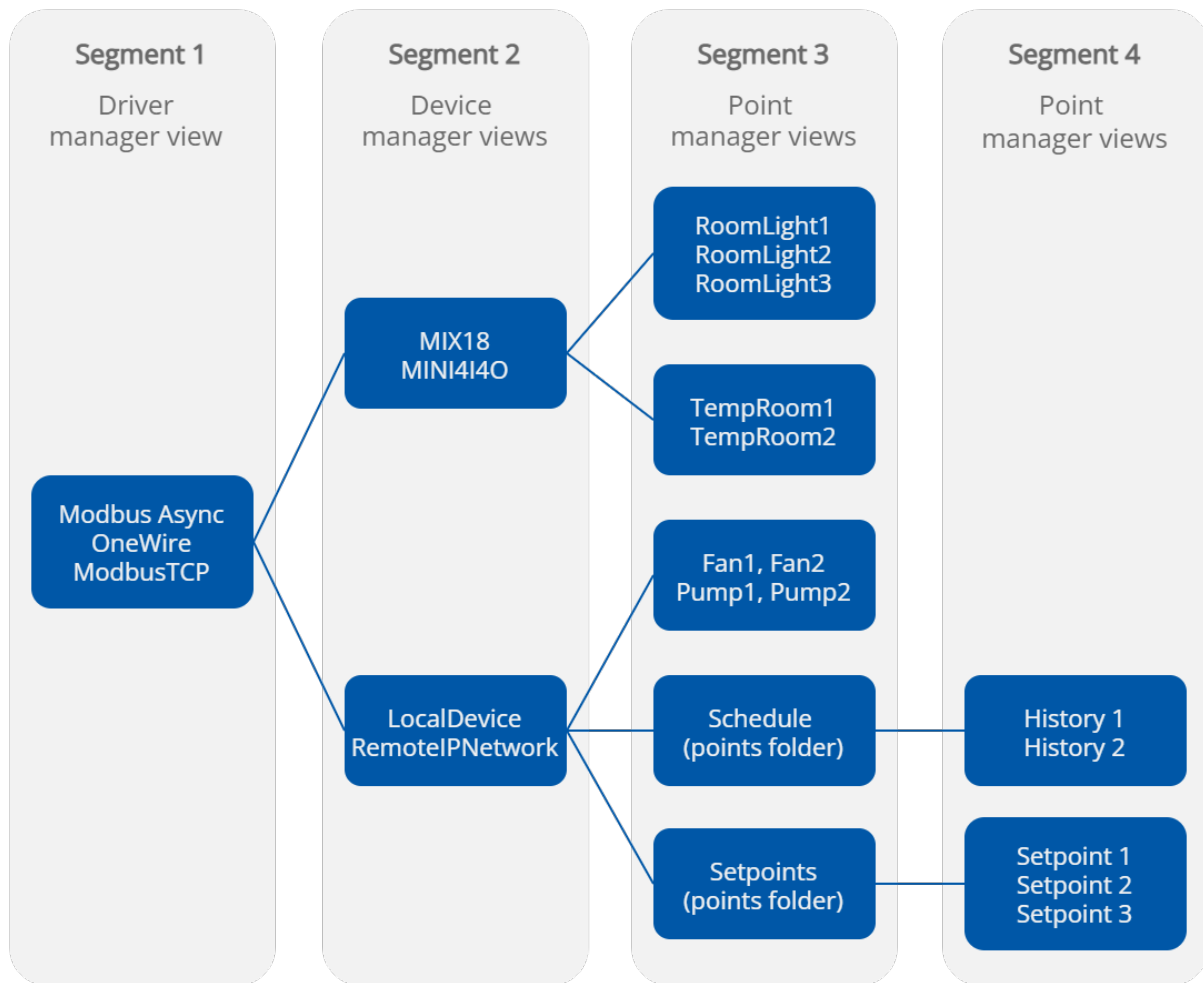 Segment 1
Driver
manager view
Modbus Async
OneWire
ModbusTCP
Segment 2
Device
manager views
MIX18
MINI4I4O
LocalDevice
RemoteIPNetwork
Segment 3
Point
manager views
RoomLight1
RoomLight2
RoomLight3
TempRoom1
TempRoom2
Fan1, Fan2
Pump1, Pump2
Schedule
(points folder)
Setpoints
(points folder)
Segment 4
Point
manager views
History 1
History 2
Setpoint 1
Setpoint 2
Setpoint 3